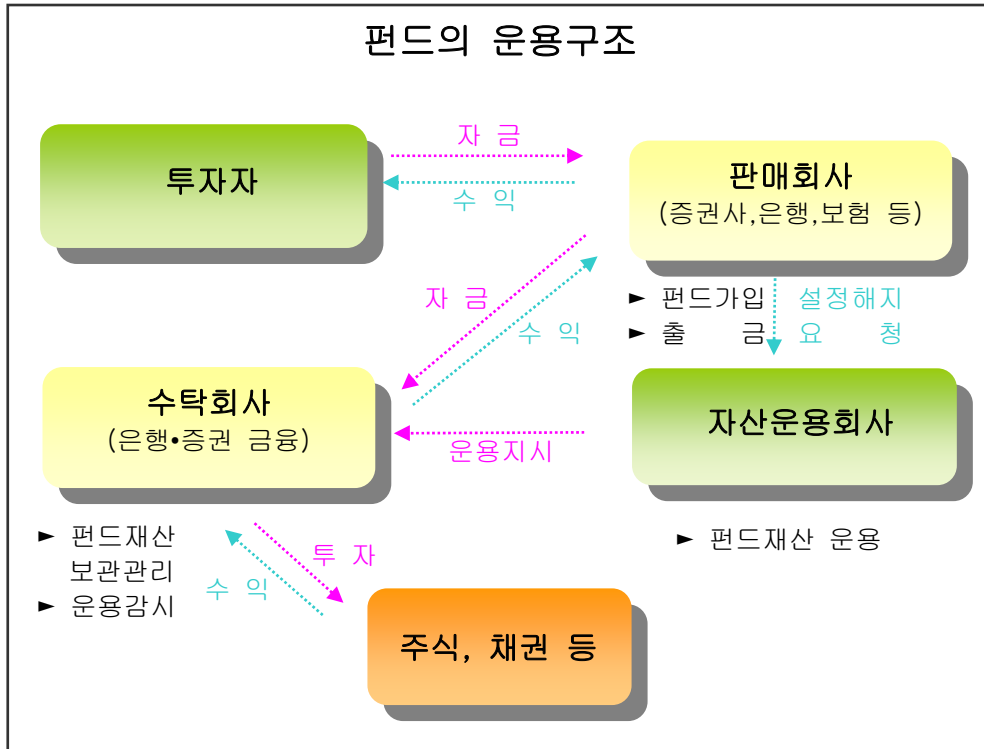 펀드의 운용구조
자 금
투자자
수 익
판매회사
(증권사,은행,보험 등)
자 금
수 익
► 펀드가입
► 출 금
설정해지
요 청
수탁회사
(은행•증권 금융)
운용지시
자산운용회사
► 펀드재산
보관관리
► 운용감시
► 펀드재산 운용
투 자
수 익
주식, 채권 등